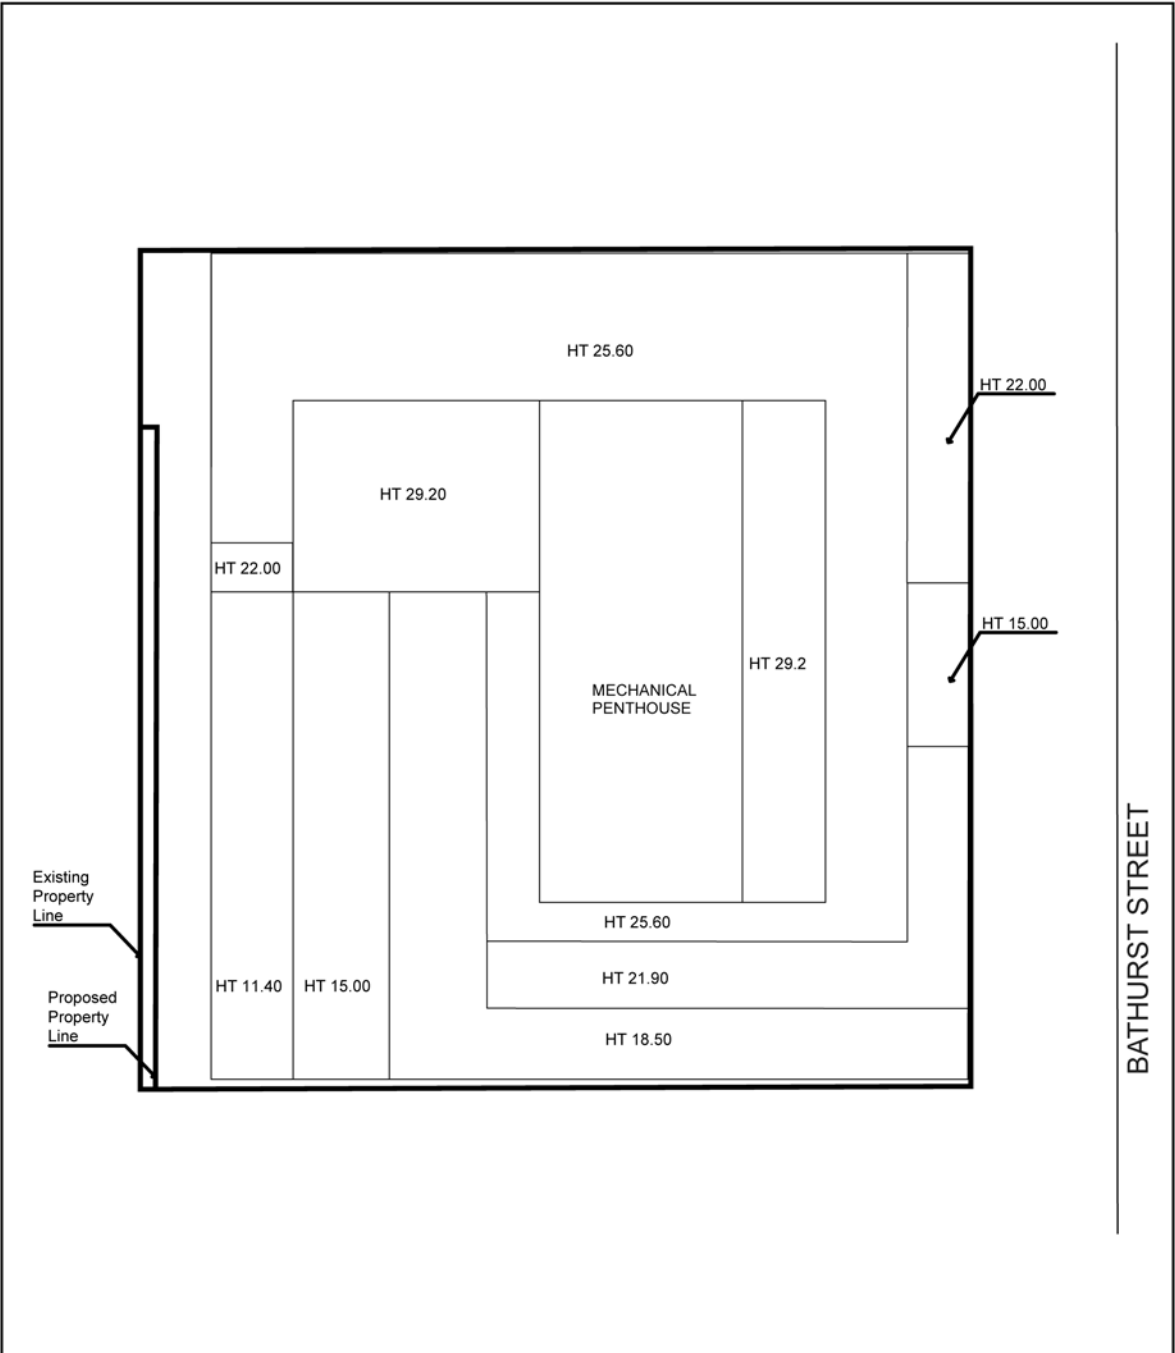 HT 25.60
HT 22.00
HT 29.20
HT 22.00
HT 15.00
HT 29.2
MECHANICAL
PENTHOUSE
Existing
Property
Line
HT 25.60
HT 21.90
HT 11.40
HT 15.00
Proposed
Property
Line
HT 18.50
BATHURST STREET